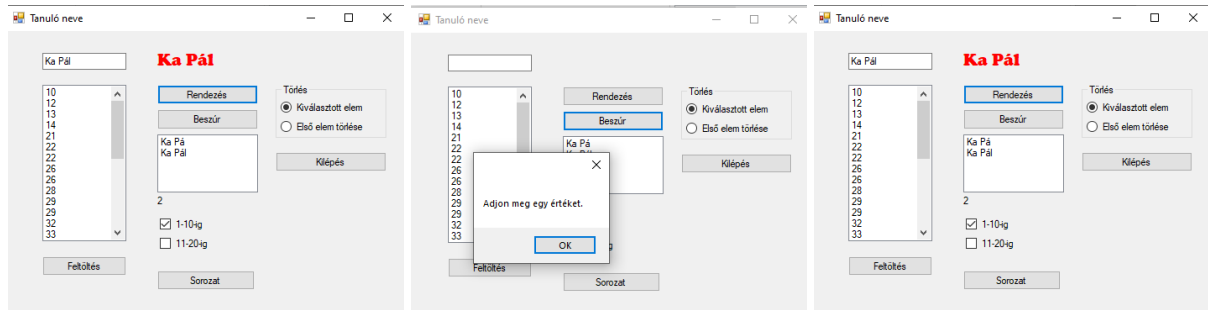 Tanuló neve
Ka Pál
Ka Pál
10
12
13
14
21
22
22
22
26
26
28
29
29
32
33
Rendezés
Beszúr
Ka Pá
Ka Pál
2
1-10-ig
11-20-ig
Törlés
Kiválasztott elem
Első elem törlése
Kilépés
Feltöltés
Sorozat
Tanuló neve
10
12
13
14
21
22
22
22
26
26
28
29
29
32
33
Rendezés
Beszúr
Ka Pá
Törlés
Kiválasztott elem
Első elem törlése
Kilépés
Adjon meg egy értéket.
OK
Feltöltés
Sorozat
Tanuló neve
Ka Pál
Ka Pál
10
12
13
14
21
22
22
22
26
26
28
29
29
32
33
Rendezés
Beszúr
Ka Pá
Ka Pál
2
1-10-ig
11-20-ig
Törlés
Kiválasztott elem
Első elem törlése
Kilépés
Feltöltés
Sorozat